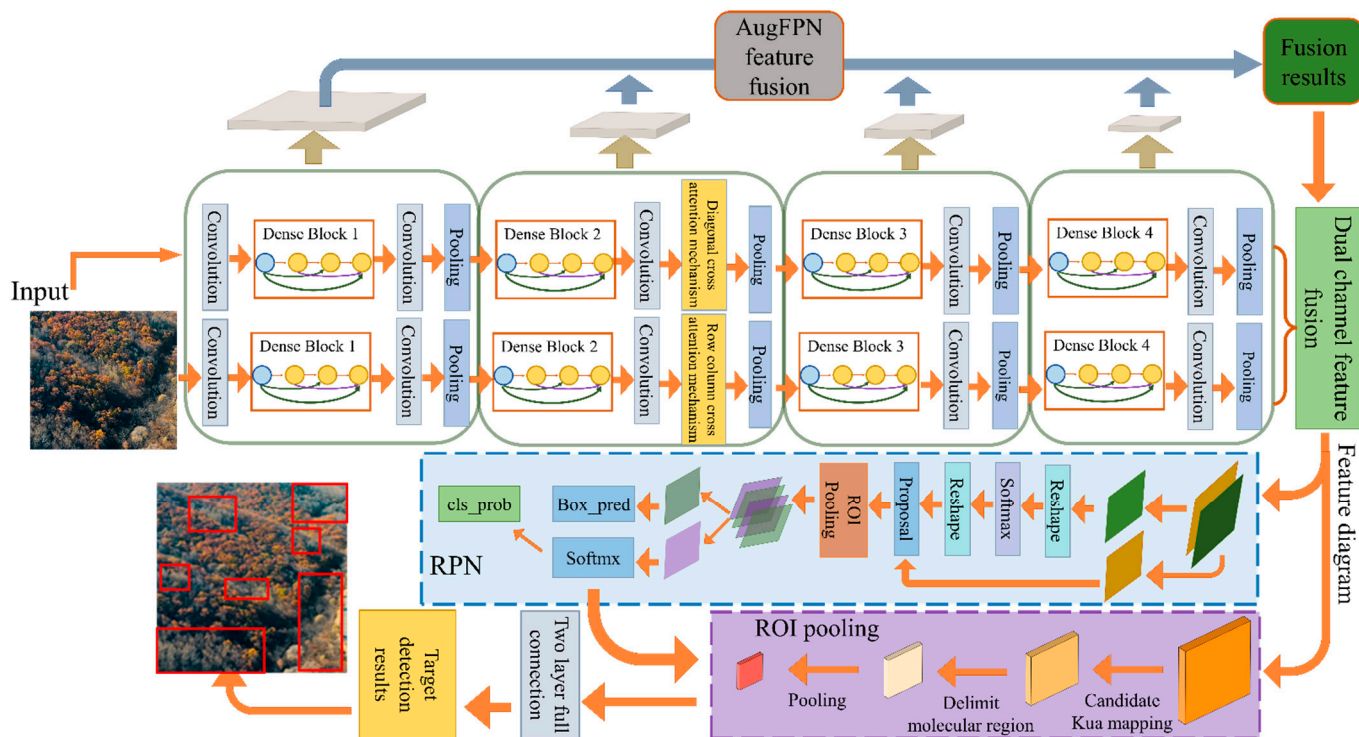 AugFPN
feature
fusion
Fusion
results
Input
Convolution
Dense Block 1
Convolution
Pooling
Dense Block 2
Convolution
Diagonal cross
attention mechanism
Pooling
Dense Block 3
Convolution
Pooling
Dense Block 4
Convolution
Pooling
Convolution
Dense Block 1
Convolution
Pooling
Dense Block 2
Convolution
Row column cross
attention mechanism
Pooling
Dense Block 3
Convolution
Pooling
Dense Block 4
Convolution
Pooling
Dual channel feature
fusion
Feature diagram
RPN
cls_prob
Box_pred
Softmx
ROI
Pooling
Proposal
Reshape
Softmax
Reshape
ROI pooling
Pooling
Delimit
molecular region
Candidate
Kua mapping
Two layer full
connection
Target
detection
results